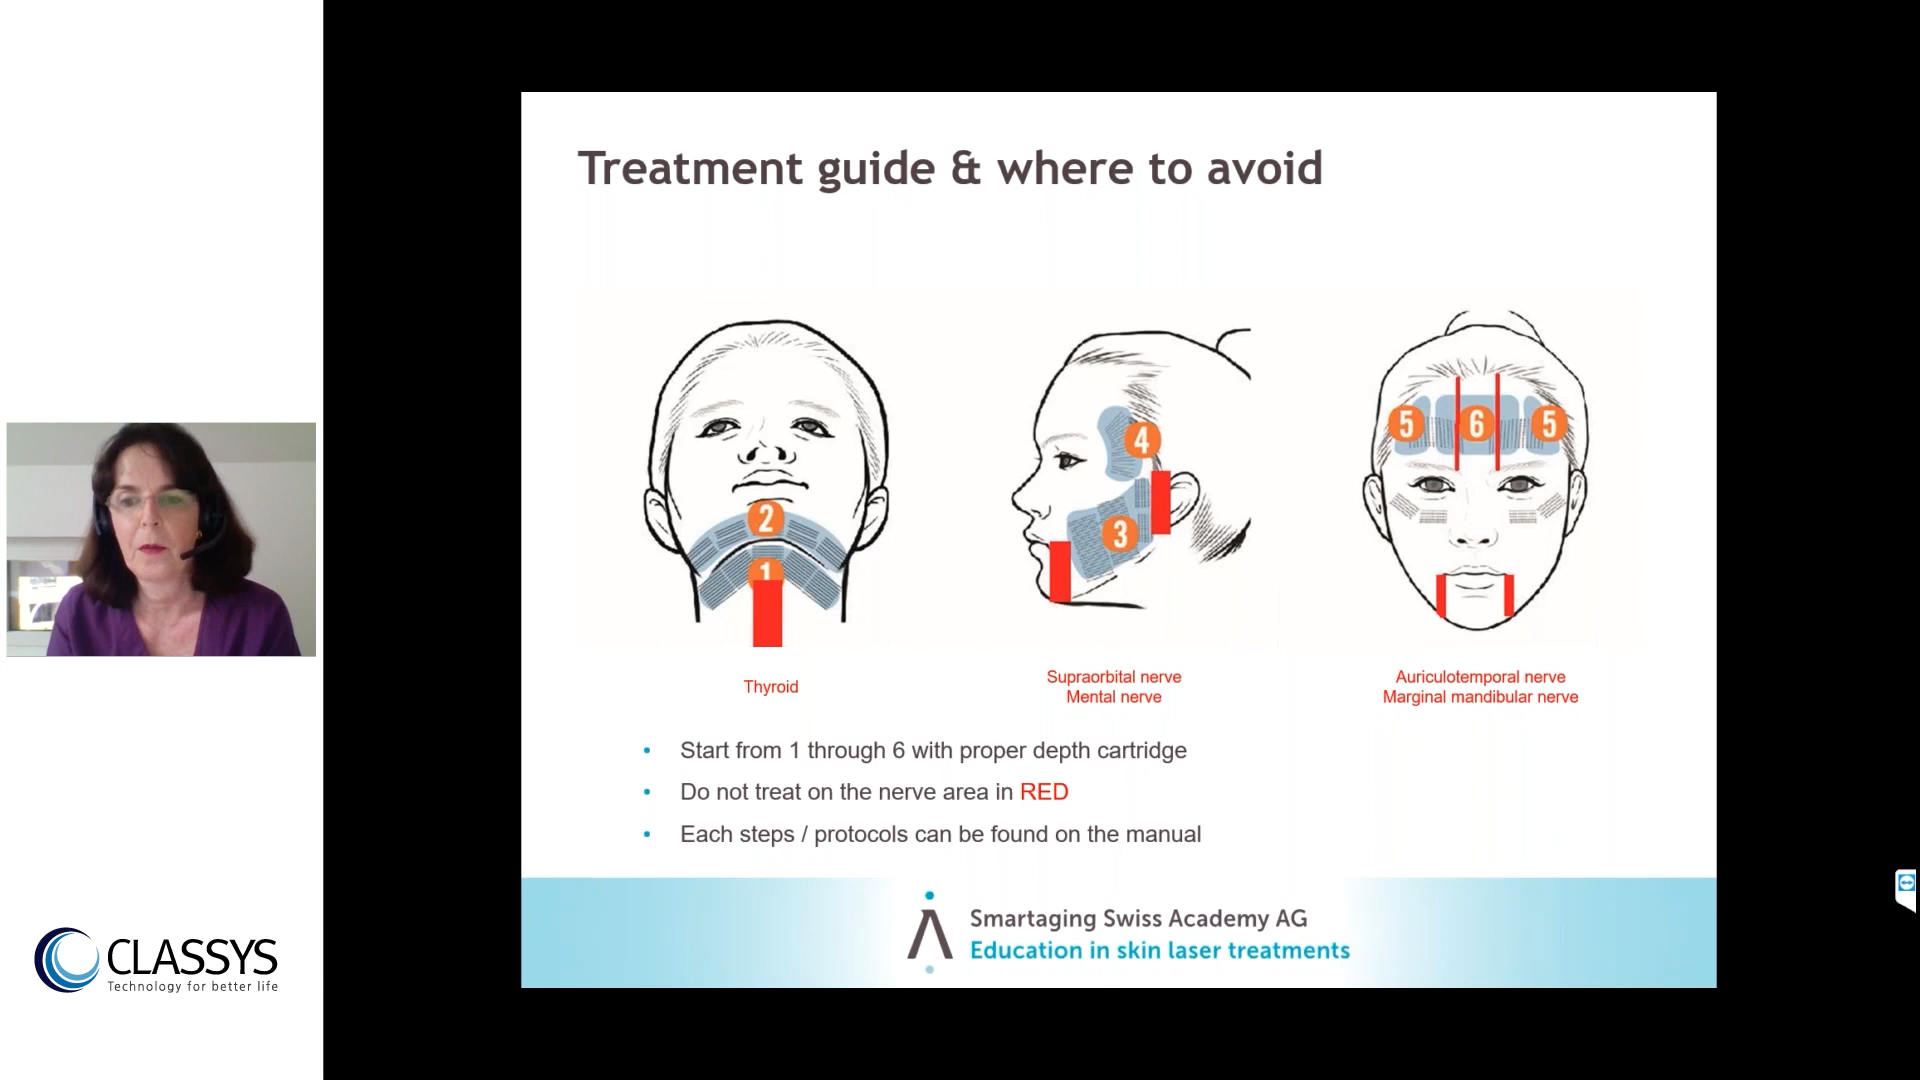 Treatment guide & where to avoid
2
1
4
3
5
6
5
Thyroid
Supraorbital nerve
Mental nerve
Auriculotemporal nerve
Marginal mandibular nerve
• Start from 1 through 6 with proper depth cartridge
• Do not treat on the nerve area in RED
• Each steps / protocols can be found on the manual
Smartaging Swiss Academy AG
Education in skin laser treatments
CLASSYS
Technology for better life